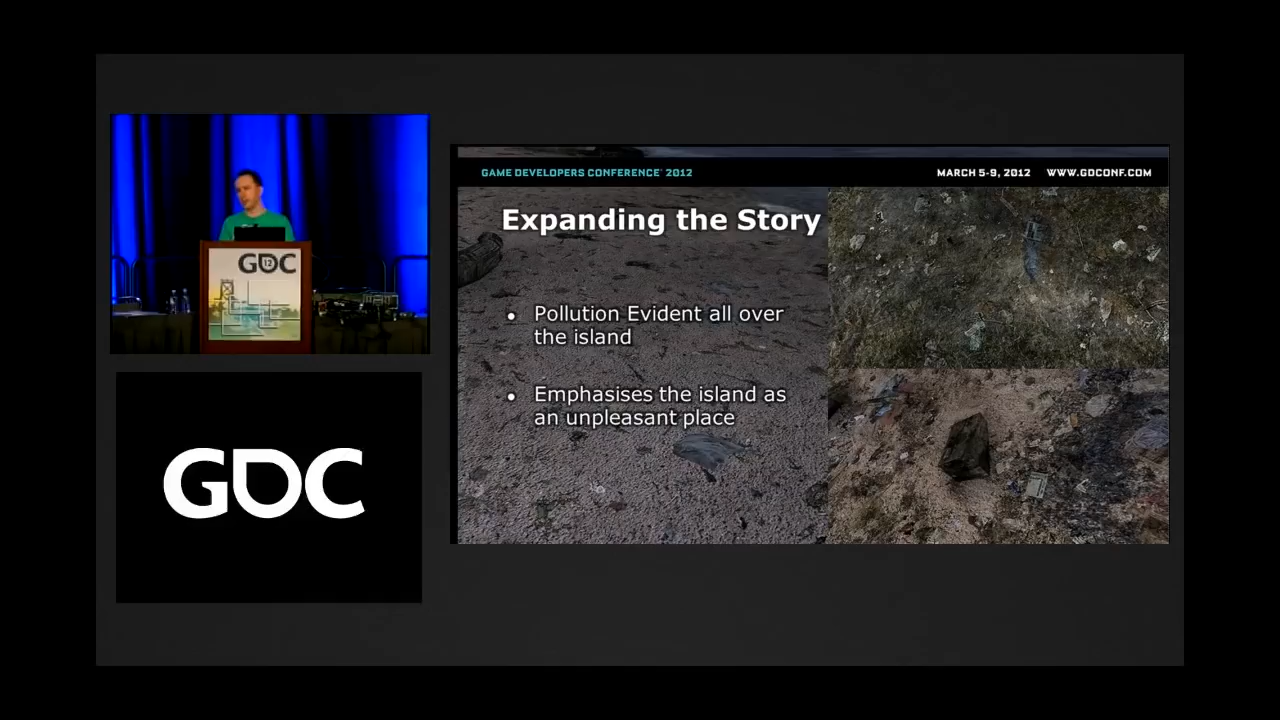 GAME DEVELOPERS CONFERENCE® 2012
MARCH 5-9, 2012 WWW.GDCONF.COM
Expanding the Story
• Pollution Evident all over
the island
• Emphasises the island as
an unpleasant place
GDC
12
GDC